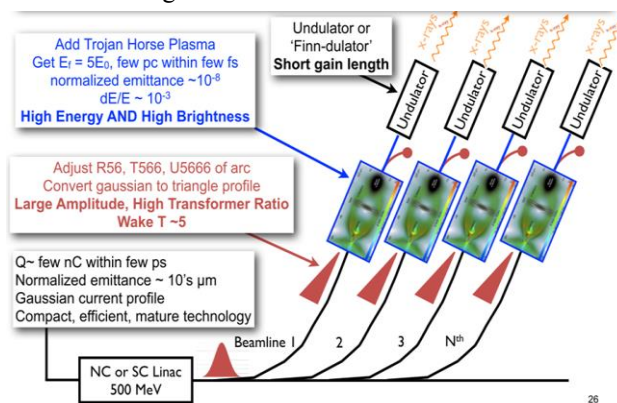 Undulator or
'Finn-dulator'
Short gain length
x-rays
x-rays
x-rays
x-rays
Add Trojan Horse Plasma
Get Ef = 5E0, few pc within few fs
normalized emittance ~10-8
dE/E ~ 10-3
High Energy AND High Brightness
Undulator
Undulator
Undulator
Undulator
Adjust R56, T566, U5666 of arc
Convert gaussian to triangle profile
Large Amplitude, High Transformer Ratio
Wake T ~5
Q~ few nC within few ps
Normalized emittance ~ 10's μm
Gaussian current profile
Compact, efficient, mature technology
Beamline 1
2
3
Nth
NC or SC Linac
500 MeV
26